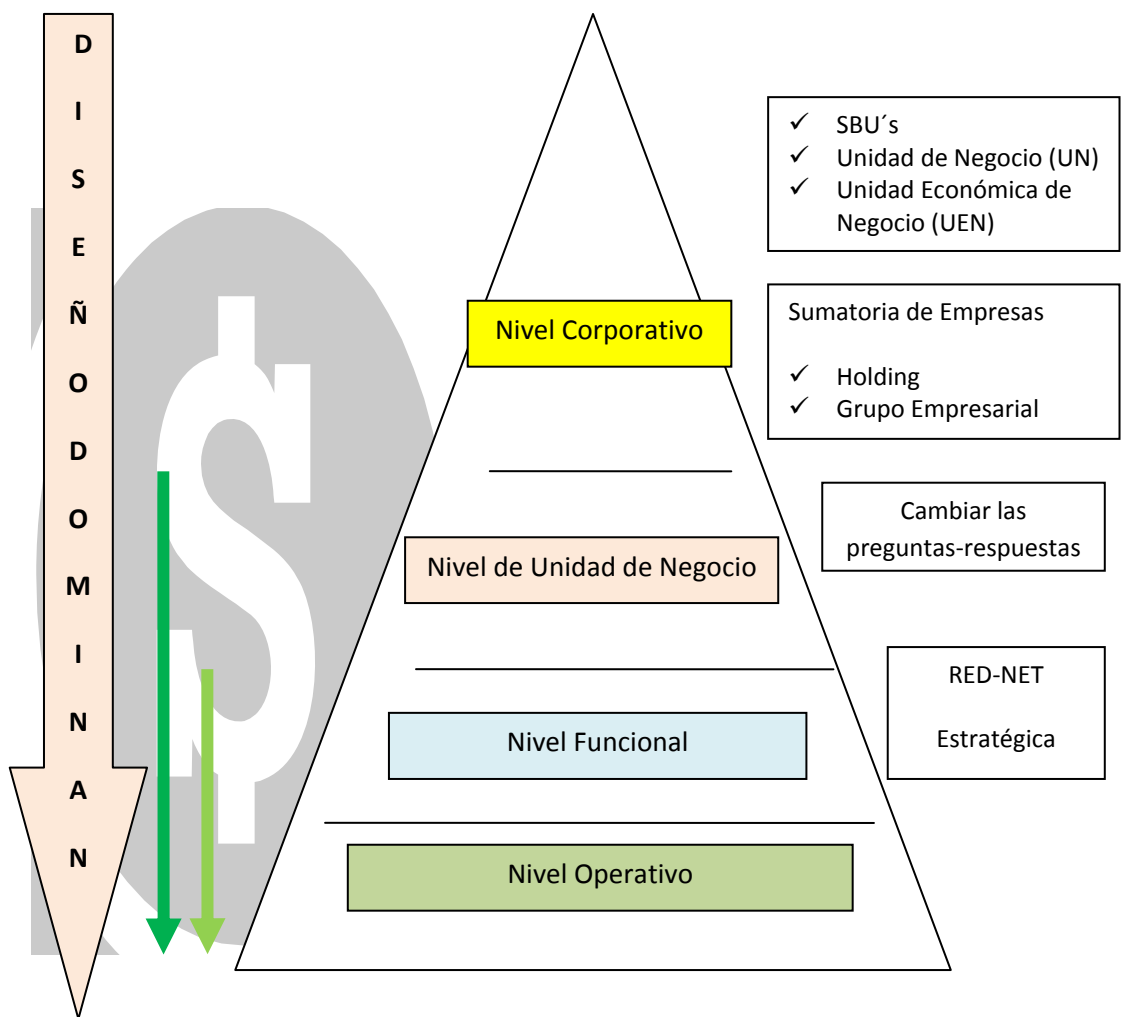 D
I
S
E
Ñ
O
D
O
M
I
N
A
N
✓ SBU´s
✓ Unidad de Negocio (UN)
✓ Unidad Económica de
Negocio (UEN)
Nivel Corporativo
Sumatoria de Empresas
✓ Holding
✓ Grupo Empresarial
Nivel de Unidad de Negocio
Cambiar las
preguntas-respuestas
Nivel Funcional
RED-NET
Estratégica
Nivel Operativo
$